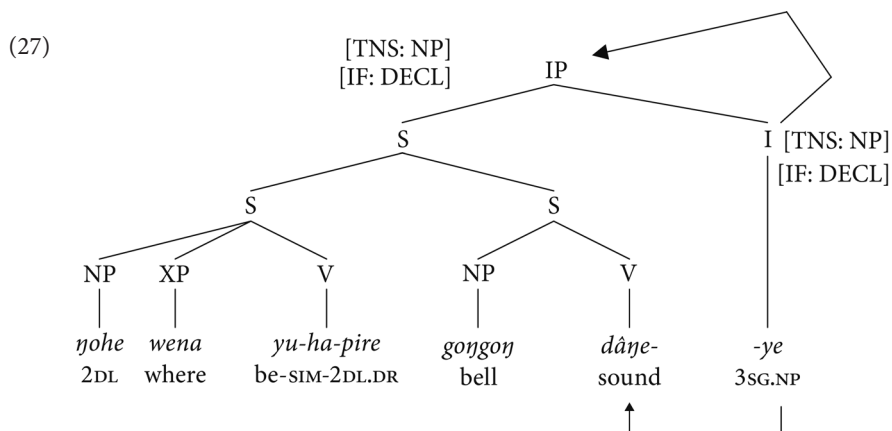 (27)
[TNS: NP]
[IF: DECL]
IP
S
I [TNS: NP]
[IF: DECL]
S S
NP XP V NP V
ŋohe wena yu-ha-pire goŋgoŋ dâŋe- -ye
2DL where be-SIM-2DL.DR bell sound 3SG.NP